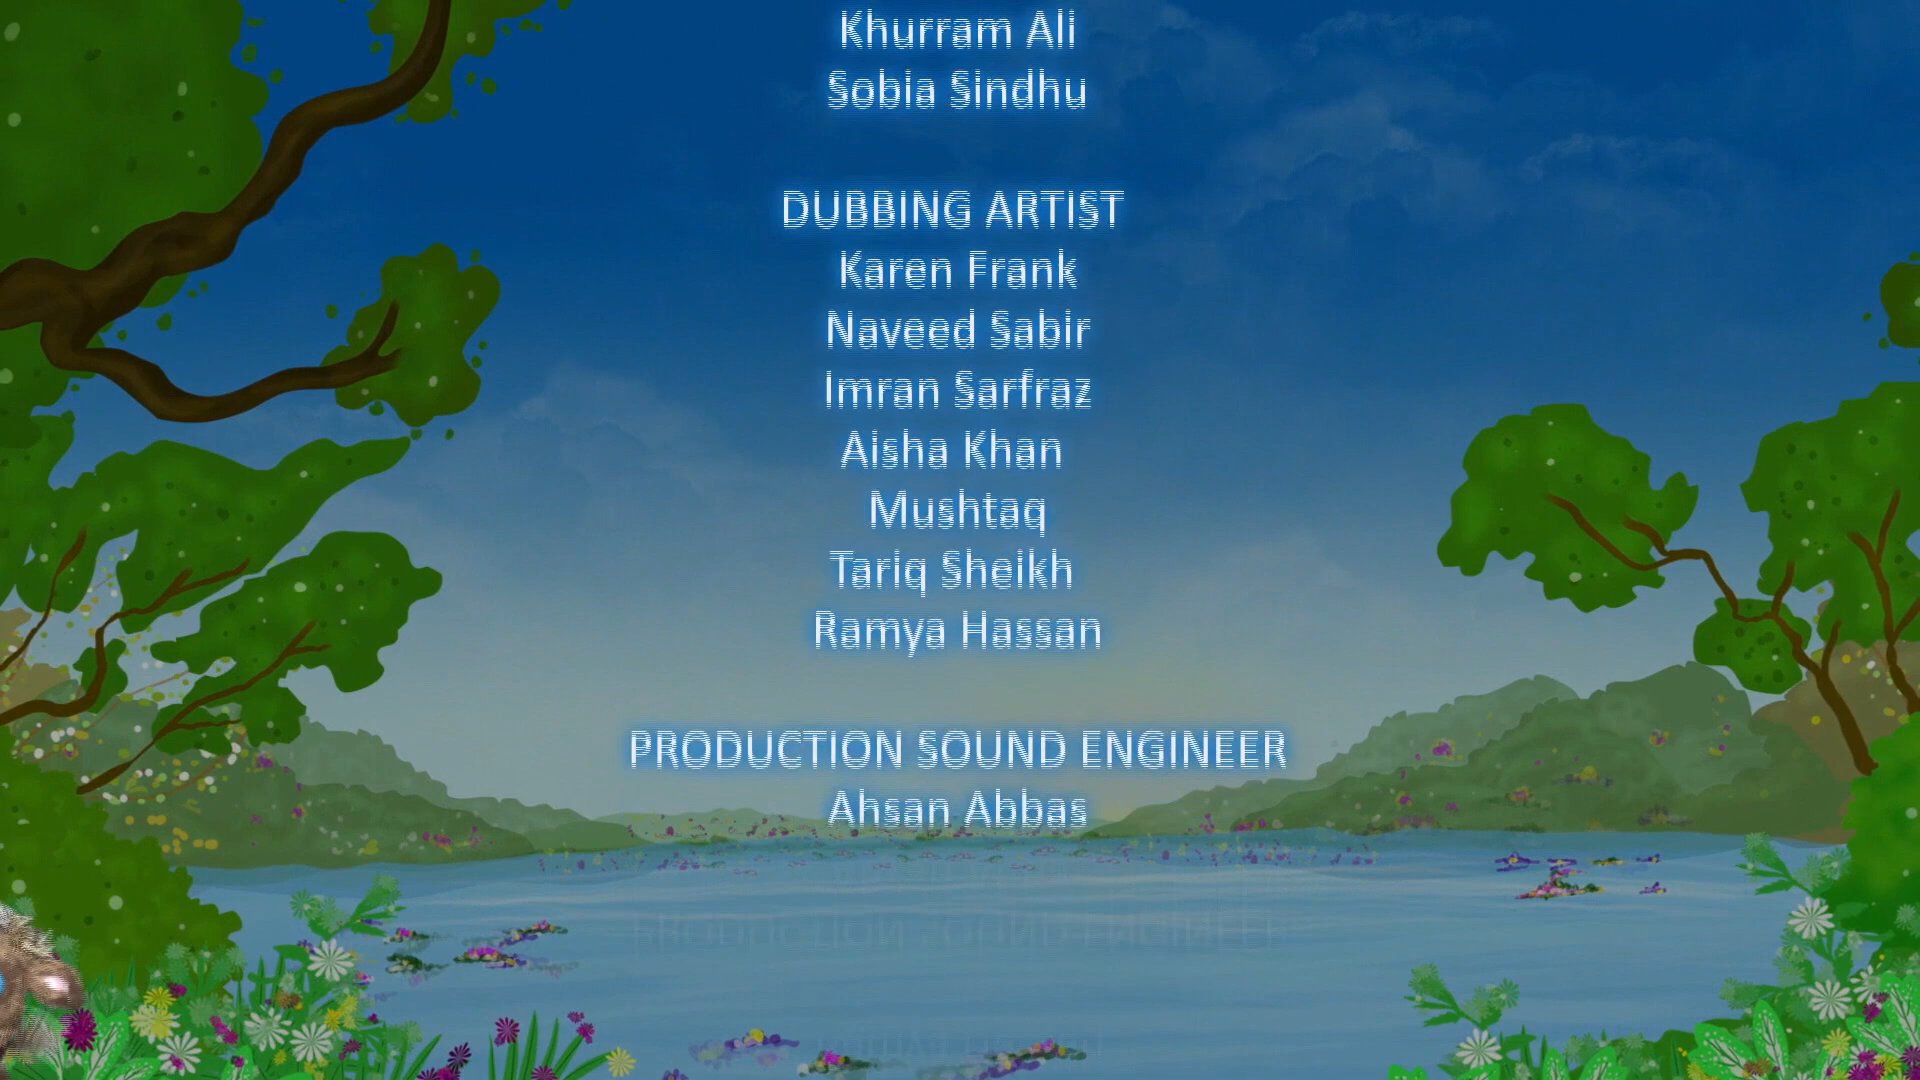 Khurram Ali
Sobia Sindhu
DUBBING ARTIST
Karen Frank
Naveed Sabir
Imran Sarfraz
Aisha Khan
Mushtaq
Tariq Sheikh
Ramya Hassan
PRODUCTION SOUND ENGINEER
Ahsan Abbas